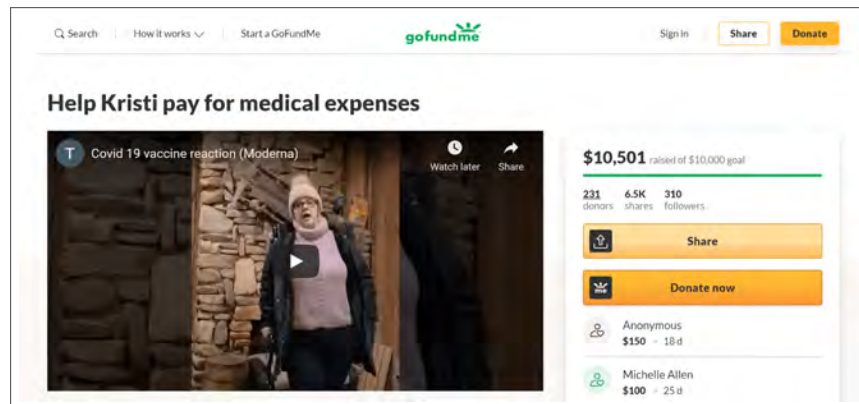 Search
How it works
Start a GoFundMe
gofundme
Sign in
Share
Donate
Help Kristi pay for medical expenses
T
Covid 19 vaccine reaction (Moderna)
Watch later
Share
$10,501 raised of $10,000 goal
231 6.5K 310
donors shares followers
Share
me Donate now
Anonymous
$150 · 18 d
Michelle Allen
$100 · 25 d